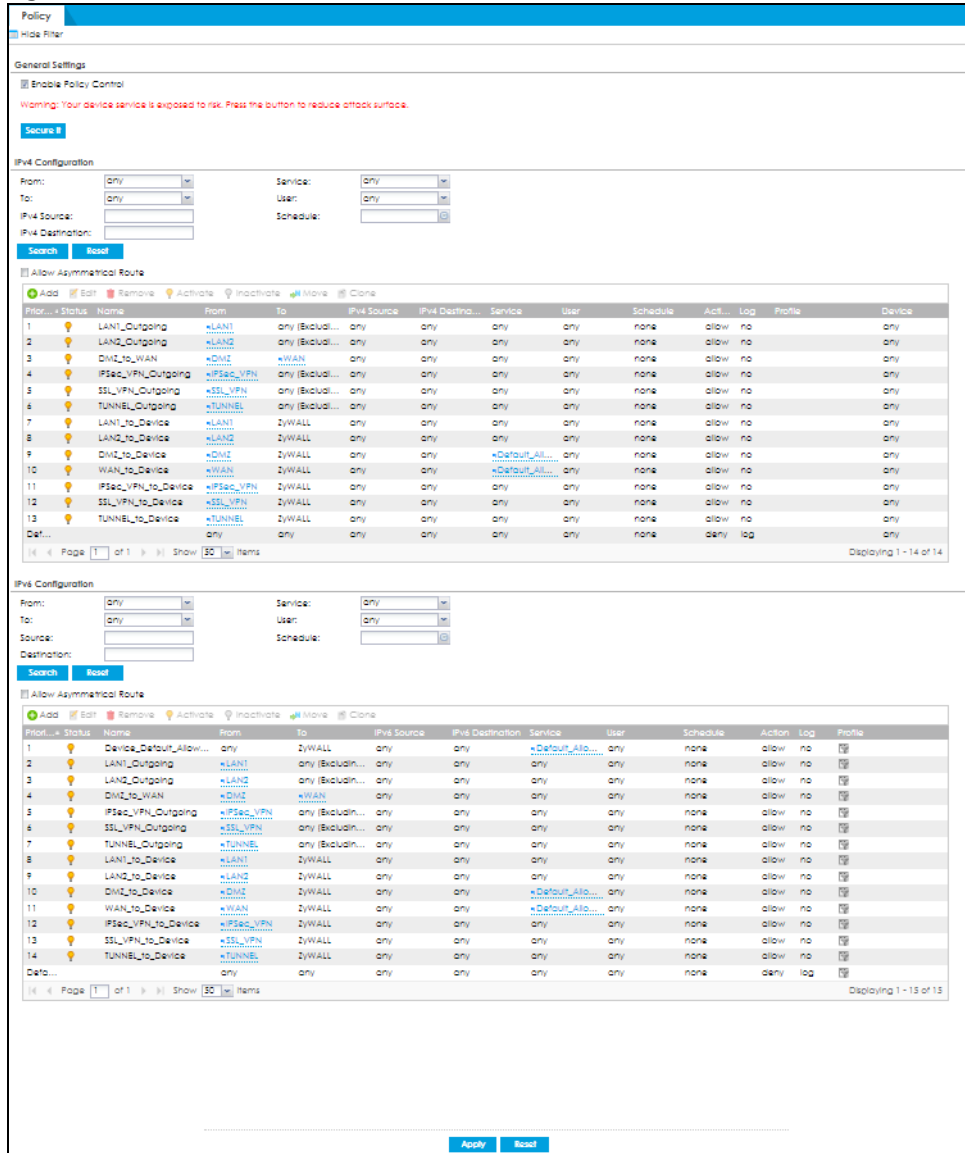 Policy
Hide Filter
General Settings
Enable Policy Control
Warning: Your device service is exposed to risk. Press the button to reduce attack surface.
Secure It
IPv4 Configuration
From: any Service: any
To: any User: any
IPv4 Source: Schedule:
IPv4 Destination:
Search Reset
Allow Asymmetrical Route
Add Edit Remove Activate Inactivate Move Clone
Prior... Status Name From To IPv4 Source IPv4 Destina... Service User Schedule Acti... Log Profile Device
1 LAN1_Outgoing LAN1 any (Excludi... any any any any none allow no any
2 LAN2_Outgoing LAN2 any (Excludi... any any any any none allow no any
3 DMZ_to_WAN DMZ WAN any any any any none allow no any
4 IPSec_VPN_Outgoing IPSec_VPN any (Excludi... any any any any none allow no any
5 SSL_VPN_Outgoing SSL_VPN any (Excludi... any any any any none allow no any
6 TUNNEL_Outgoing TUNNEL any (Excludi... any any any any none allow no any
7 LAN1_to_Device LAN1 ZyWALL any any any any none allow no any
8 LAN2_to_Device LAN2 ZyWALL any any any any none allow no any
9 DMZ_to_Device DMZ ZyWALL any any Default_All... any none allow no any
10 WAN_to_Device WAN ZyWALL any any Default_All... any none allow no any
11 IPSec_VPN_to_Device IPSec_VPN ZyWALL any any any any none allow no any
12 SSL_VPN_to_Device SSL_VPN ZyWALL any any any any none allow no any
13 TUNNEL_to_Device TUNNEL ZyWALL any any any any none allow no any
Def... any any any any any any none deny log any
Page 1 of 1 Show 50 items Displaying 1 - 14 of 14
IPv6 Configuration
From: any Service: any
To: any User: any
Source: Schedule:
Destination:
Search Reset
Allow Asymmetrical Route
Add Edit Remove Activate Inactivate Move Clone
Priori... Status Name From To IPv6 Source IPv6 Destination Service User Schedule Action Log Profile
1 Device_Default_Allow... any ZyWALL any any Default_Allo... any none allow no
2 LAN1_Outgoing LAN1 any (Excludin... any any any any none allow no
3 LAN2_Outgoing LAN2 any (Excludin... any any any any none allow no
4 DMZ_to_WAN DMZ WAN any any any any none allow no
5 IPSec_VPN_Outgoing IPSec_VPN any (Excludin... any any any any none allow no
6 SSL_VPN_Outgoing SSL_VPN any (Excludin... any any any any none allow no
7 TUNNEL_Outgoing TUNNEL any (Excludin... any any any any none allow no
8 LAN1_to_Device LAN1 ZyWALL any any any any none allow no
9 LAN2_to_Device LAN2 ZyWALL any any any any none allow no
10 DMZ_to_Device DMZ ZyWALL any any Default_Allo... any none allow no
11 WAN_to_Device WAN ZyWALL any any Default_Allo... any none allow no
12 IPSec_VPN_to_Device IPSec_VPN ZyWALL any any any any none allow no
13 SSL_VPN_to_Device SSL_VPN ZyWALL any any any any none allow no
14 TUNNEL_to_Device TUNNEL ZyWALL any any any any none allow no
Defa... any any any any any any none deny log
Page 1 of 1 Show 50 items Displaying 1 - 15 of 15
Apply Reset